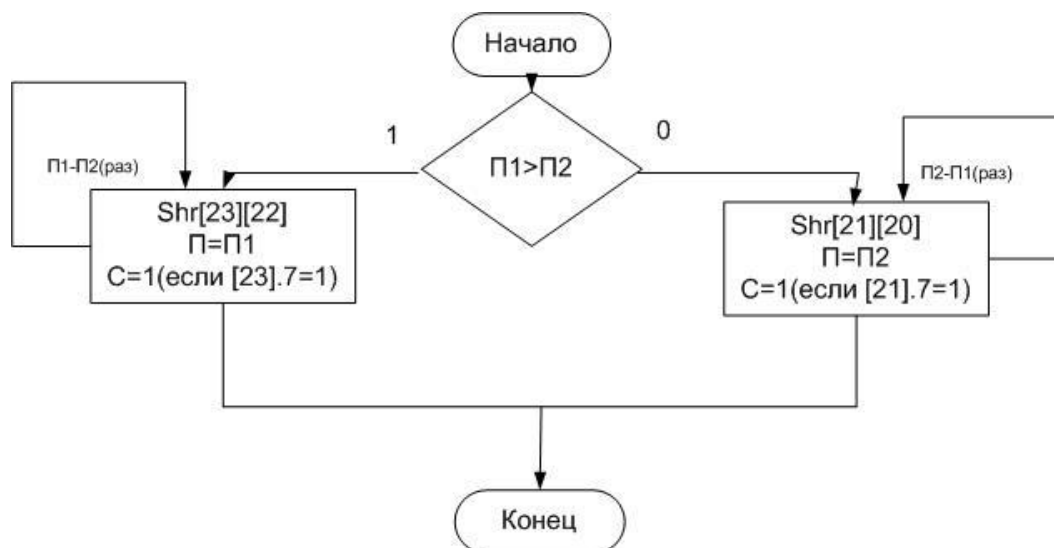 Начало
1
0
П1>П2
П1-П2(раз)
П2-П1(раз)
Shr[23][22]
П=П1
C=1(если [23].7=1)
Shr[21][20]
П=П2
C=1(если [21].7=1)
Конец